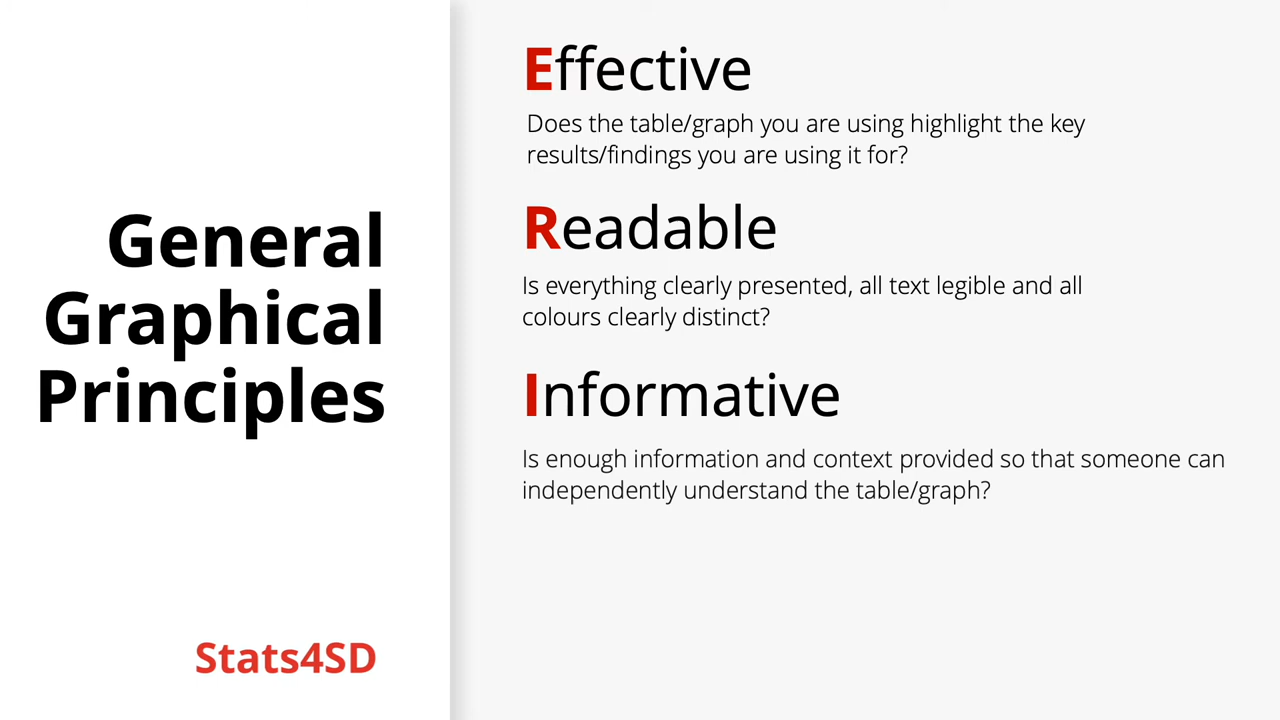 General
Graphical
Principles
Stats4SD
Effective
Does the table/graph you are using highlight the key
results/findings you are using it for?
Readable
Is everything clearly presented, all text legible and all
colours clearly distinct?
Informative
Is enough information and context provided so that someone can
independently understand the table/graph?